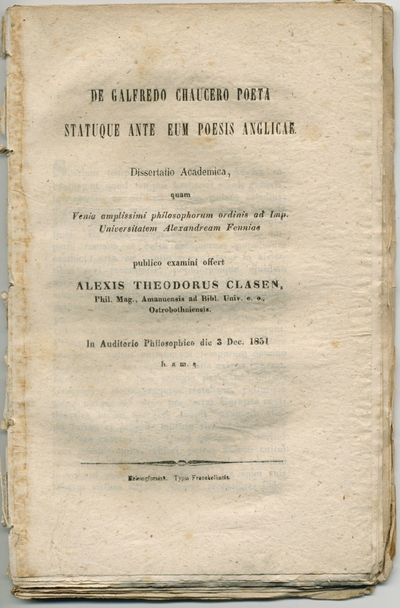 DE GALFREDO CHAUCERO POETA
STATUQUE ANTE EUM POESIS ANGLICAE.
Dissertatio Academica,
quam
Venia amplissimi philosophorum ordinis ad Imp.
Universitatem Alexandream Fenniae
publico examini offert
ALEXIS THEODORUS CLASEN,
Phil. Mag., Amanuensis ad Bibl. Univ. e. o.,
Ostrobothniensis.
In Auditorio Philosophico die 3 Dec. 1851
h. a m. s.
Helsingforsiae. Typis Frenckellianis.